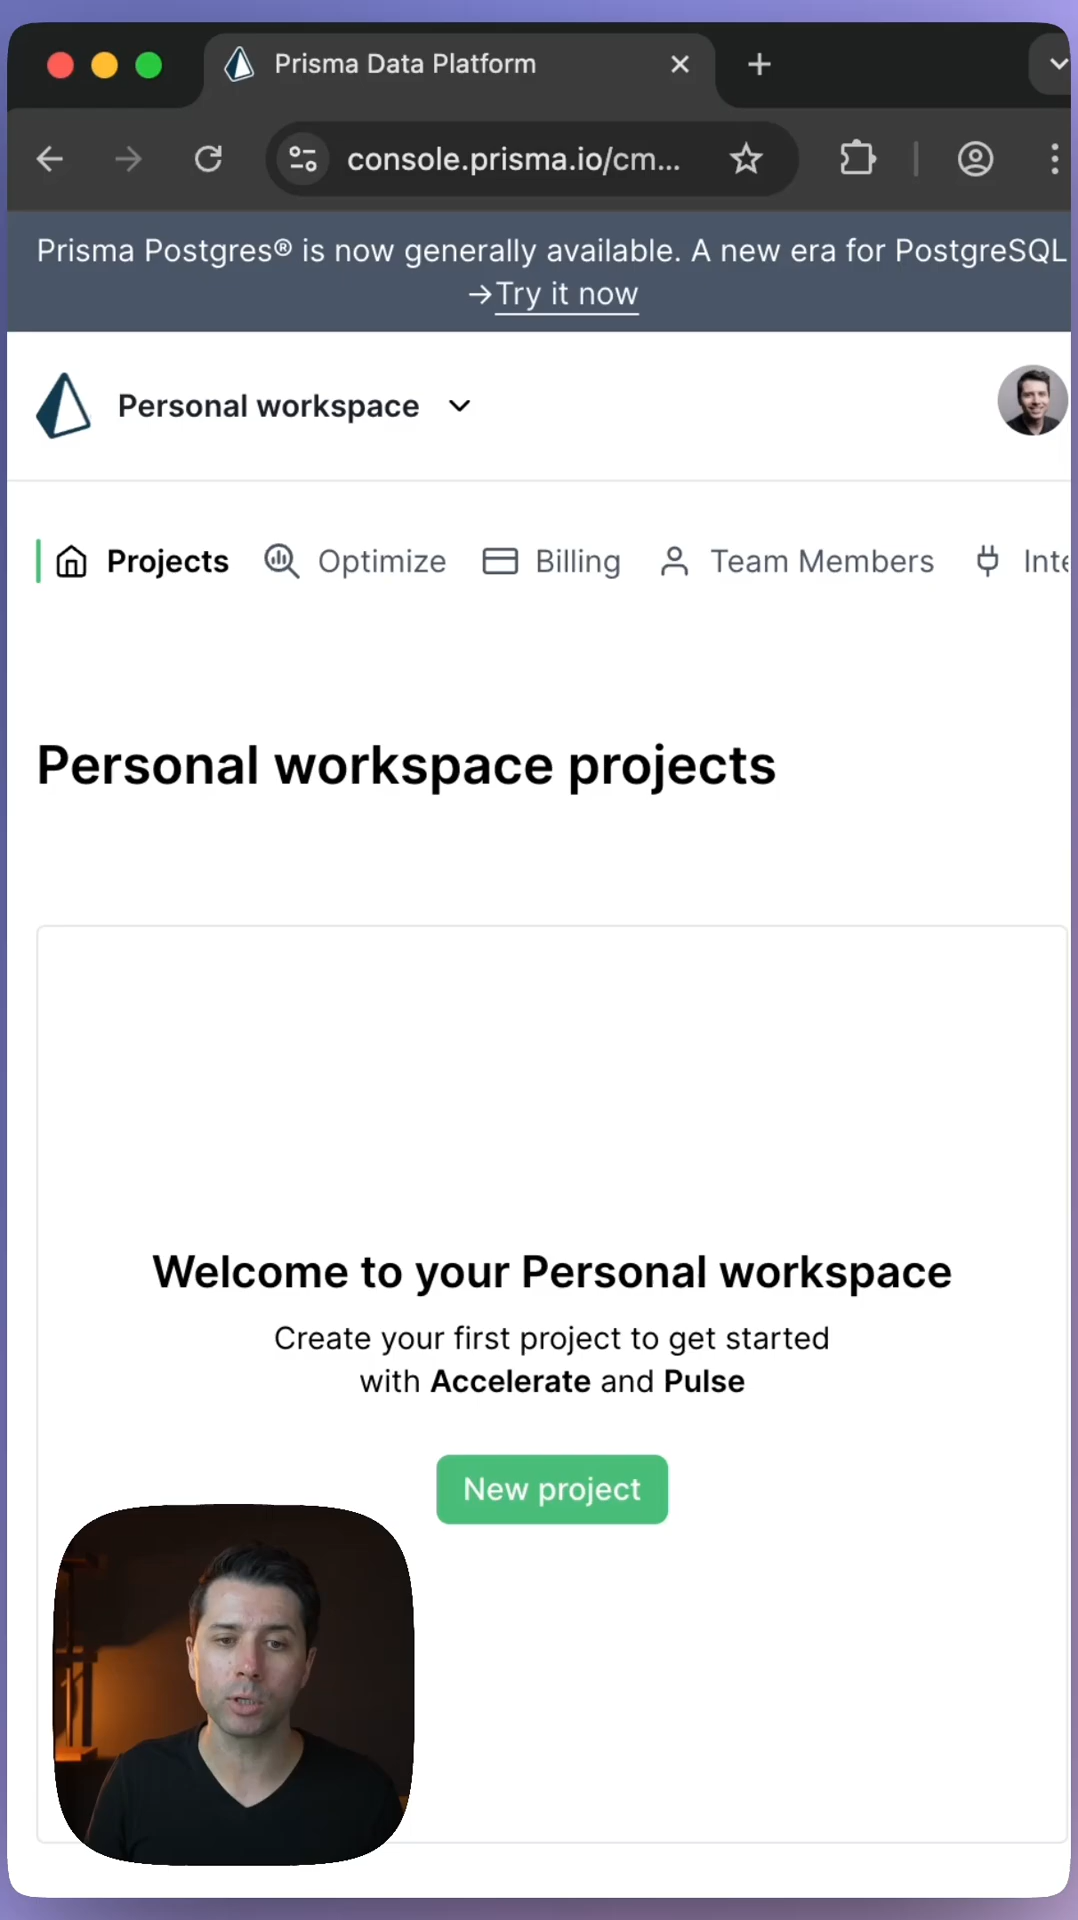 Prisma Data Platform
console.prisma.io/cm...
Prisma Postgres® is now generally available. A new era for PostgreSQL
→Try it now
Personal workspace
Projects
Optimize
Billing
Team Members
Inte
Personal workspace projects
Welcome to your Personal workspace
Create your first project to get started
with Accelerate and Pulse
New project